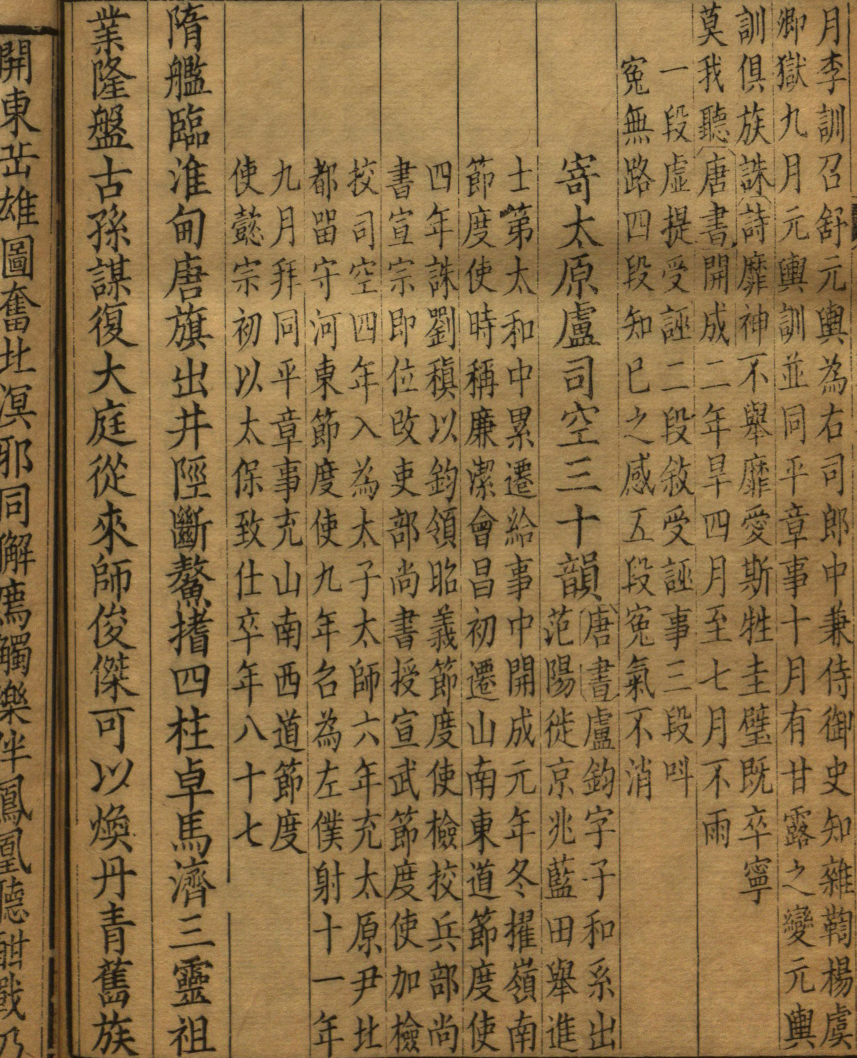 月李訓召舒元輿為右司郎中兼侍御史知雜鞫楊虞
卿獄九月元輿訓並同平章事十月有甘露之變元輿
訓俱族誅詩靡神不舉靡愛斯牲圭璧既卒寧
莫我聽唐書開成二年旱四月至七月不雨
一段虛提受誣二段敘受誣事三段叫
冤無路四段知已之感五段冤氣不消
寄太原盧司空三十韻
唐書盧鈞字子和系出
范陽徙京兆藍田舉進
士第太和中累遷給事中開成元年冬擢嶺南
節度使時稱廉潔會昌初遷山南東道節度使
四年誅劉稹以鈞領昭義節度使檢校兵部尚
書宣宗即位改吏部尚書授宣武節度使加檢
挍司空四年入為太子太師六年充太原尹北
都留守河東節度使九年名為左僕射十一年
九月拜同平章事充山南西道節度
使懿宗初以太保致仕卒年八十七
隋艦臨淮甸唐旗出井陘斷鰲搘四柱卓馬濟三靈祖
業隆盤古孫謀復大庭從來師俊傑可以煥丹青舊族
開東岳雄圖奮北溟邪同獬廌觸樂伴鳳凰聽酣戰乃